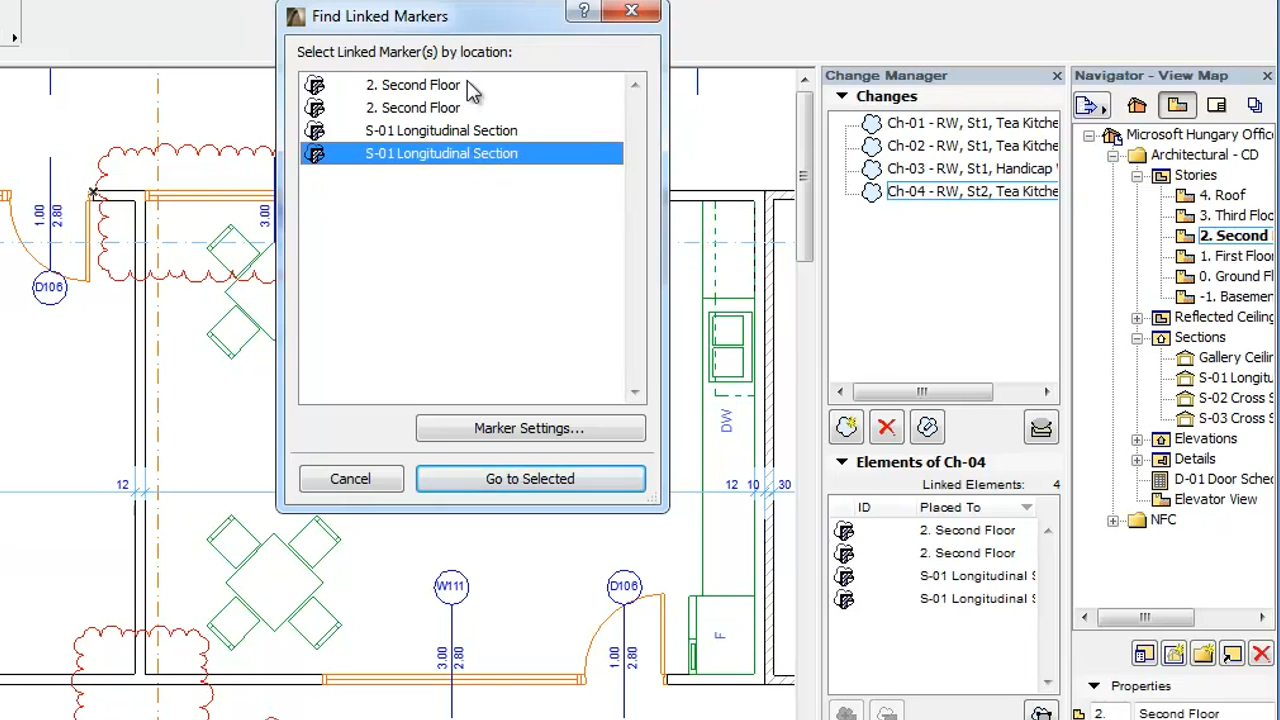 Find Linked Markers
Select Linked Marker(s) by location:
2. Second Floor
2. Second Floor
S-01 Longitudinal Section
S-01 Longitudinal Section
Marker Settings...
Cancel
Go to Selected
1.00
2.80
3.00
D106
12
W111
3.00
2.80
D106
1.00
2.80
DW
F
12
10
30
Change Manager
Changes
Ch-01 - RW, St1, Tea Kitche
Ch-02 - RW, St1, Tea Kitche
Ch-03 - RW, St1, Handicap
Ch-04 - RW, St2, Tea Kitche
Elements of Ch-04
Linked Elements: 4
ID Placed To
2. Second Floor
2. Second Floor
S-01 Longitudinal S
S-01 Longitudinal S
Navigator - View Map
Microsoft Hungary Offic
Architectural - CD
Stories
4. Roof
3. Third Floo
2. Second
1. First Floor
0. Ground Fl
-1. Basemen
Reflected Ceiling
Sections
Gallery Ceilin
S-01 Longitu
S-02 Cross S
S-03 Cross S
Elevations
Details
D-01 Door Sched
Elevator View
NFC
Properties
2. Second Floor